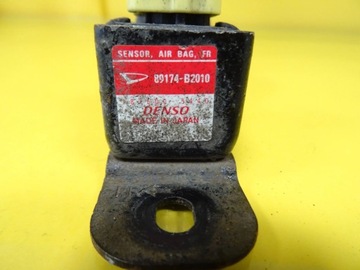 SENSOR, AIR BAG, FR
89174-B2010
DENSO
MADE IN JAPAN